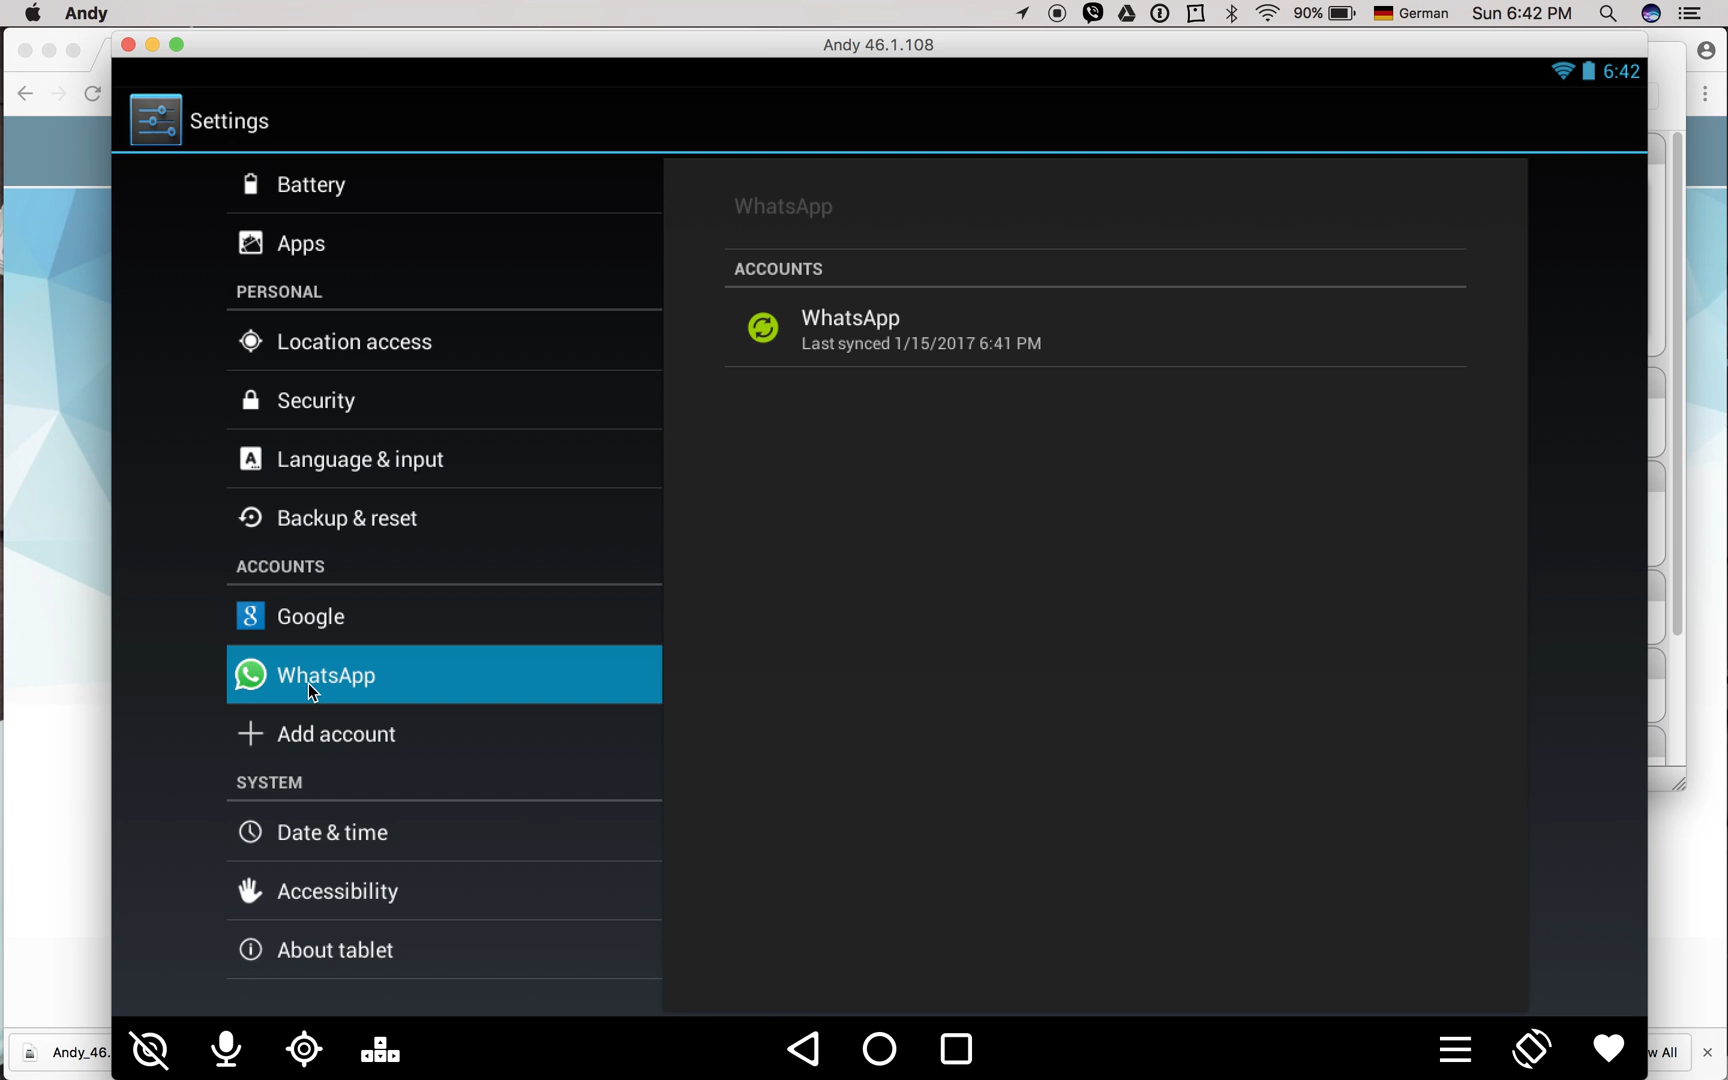 Andy
90%
German
Sun 6:42 PM
Andy 46.1.108
6:42
Settings
Battery
Apps
PERSONAL
Location access
Security
Language & input
Backup & reset
ACCOUNTS
Google
WhatsApp
Add account
SYSTEM
Date & time
Accessibility
About tablet
WhatsApp
ACCOUNTS
WhatsApp
Last synced 1/15/2017 6:41 PM
Andy_46.
w All